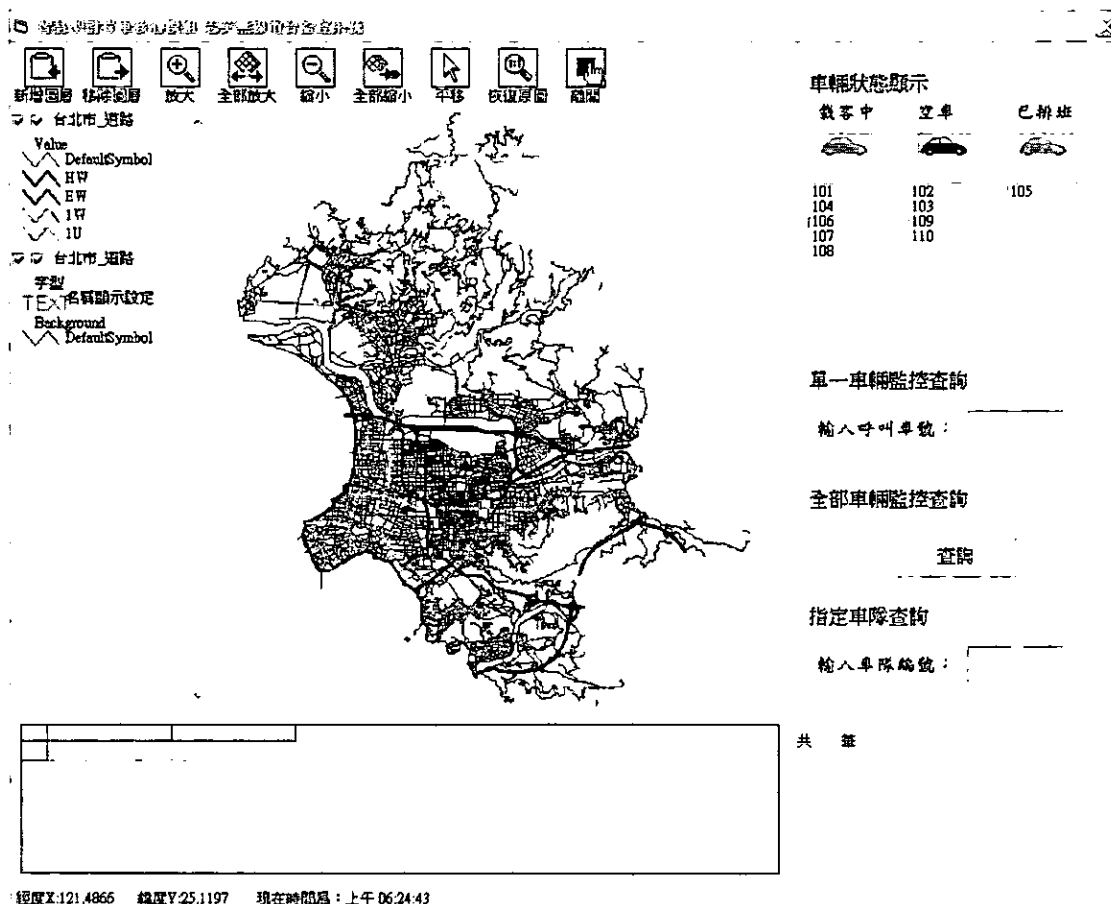 新增圖層 移除圖層 放大 全部放大 縮小 全部縮小 平移 恢復原圖 離開
台北市_道路
Value
DefaultSymbol
HW
EW
1W
1U
台北市_道路
字型
TEXT 名稱顯示設定
Background
DefaultSymbol
車輛狀態顯示
載客中 空車 已排班
101 102 105
104 103
106 109
107 110
108
單一車輛監控查詢
輸入呼叫車號：
全部車輛監控查詢
查詢
指定車隊查詢
輸入車隊編號：
共 筆
經度X:121.4866 緯度Y:25.1197 現在時間為：上午 06:24:43